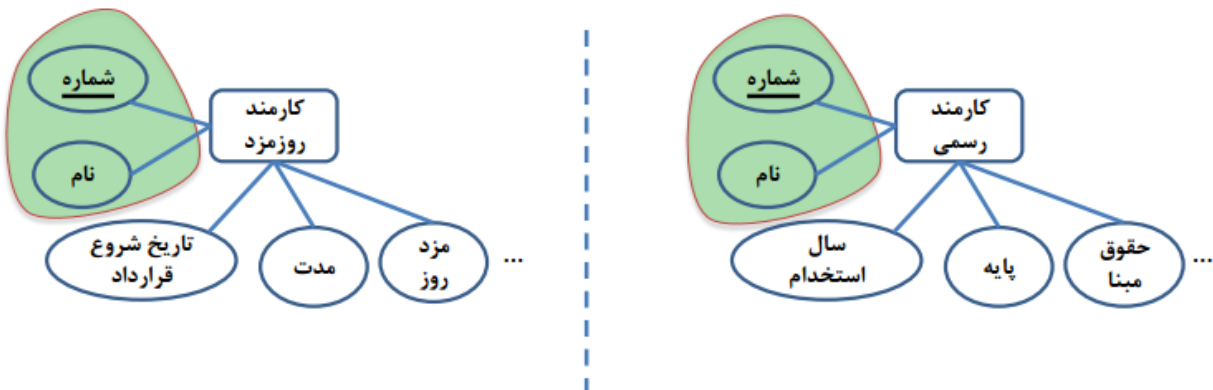 شماره
کارمند
رسمی
نام
حقوق
مبنا
پایه
سال
استخدام
...
شماره
کارمند
روزمزد
نام
مزد
روز
مدت
تاریخ شروع
قرارداد
...